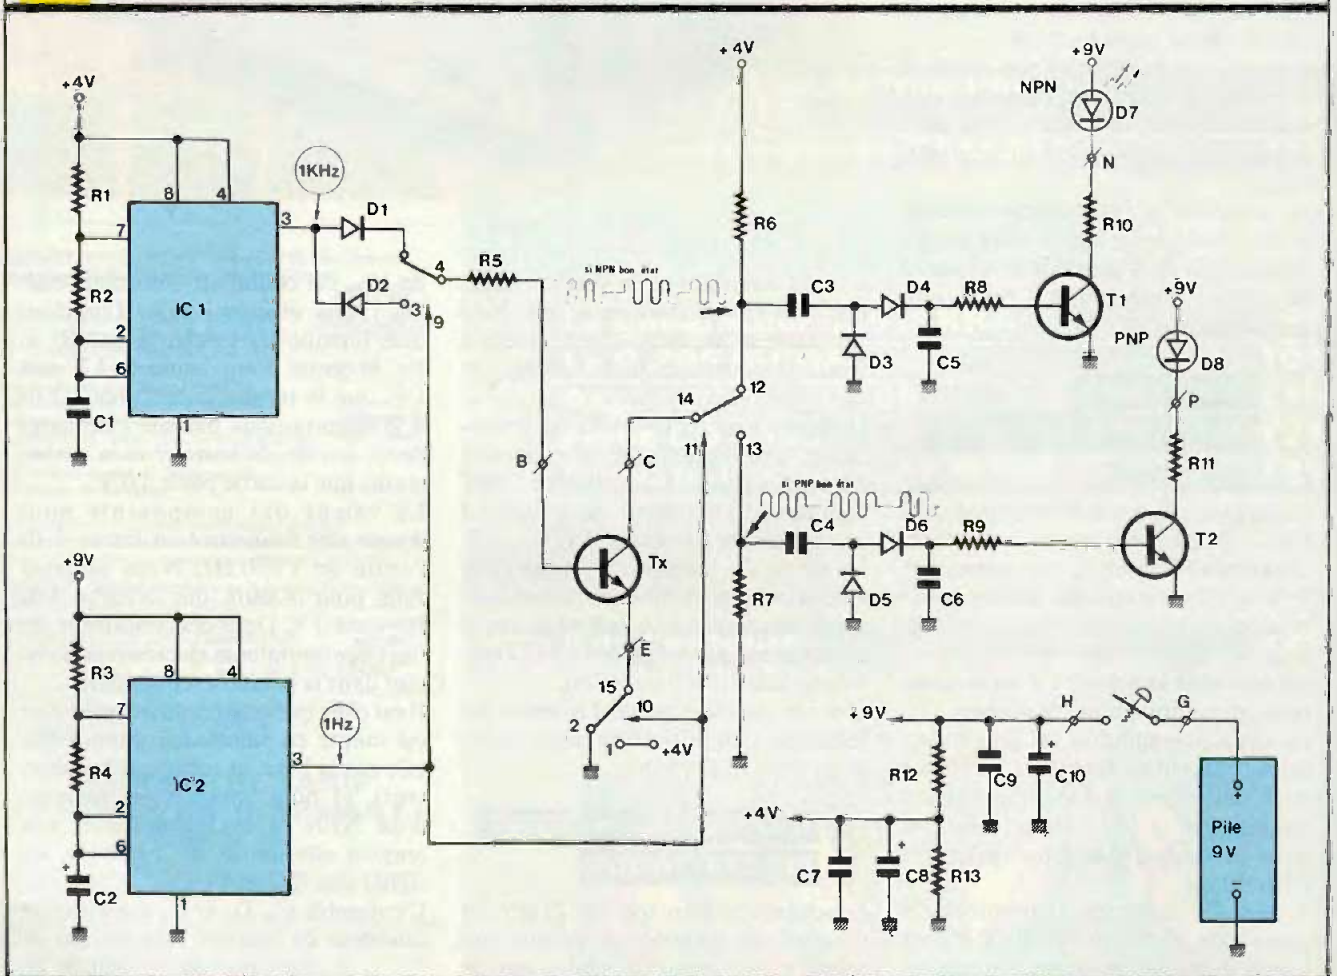 +4V
R1
R2
C1
8
4
7
2
6
3
1
IC 1
1KHz
D1
D2
4
3
9
R5
si NPN bon état
+4V
R6
C3
D3
D4
C5
R8
+9V
NPN
D7
N
R10
T1
+9V
PNP
D8
P
R11
T2
14
12
11
13
B
C
Tx
E
si PNP bon état
C4
D5
D6
C6
R9
R7
15
2
10
1
+4V
+9V
R3
R4
C2
+
8
4
7
2
6
3
1
IC 2
1Hz
+9V
R12
C9
+
C10
H
G
+4V
C7
+
C8
R13
+
Pile
9V
−